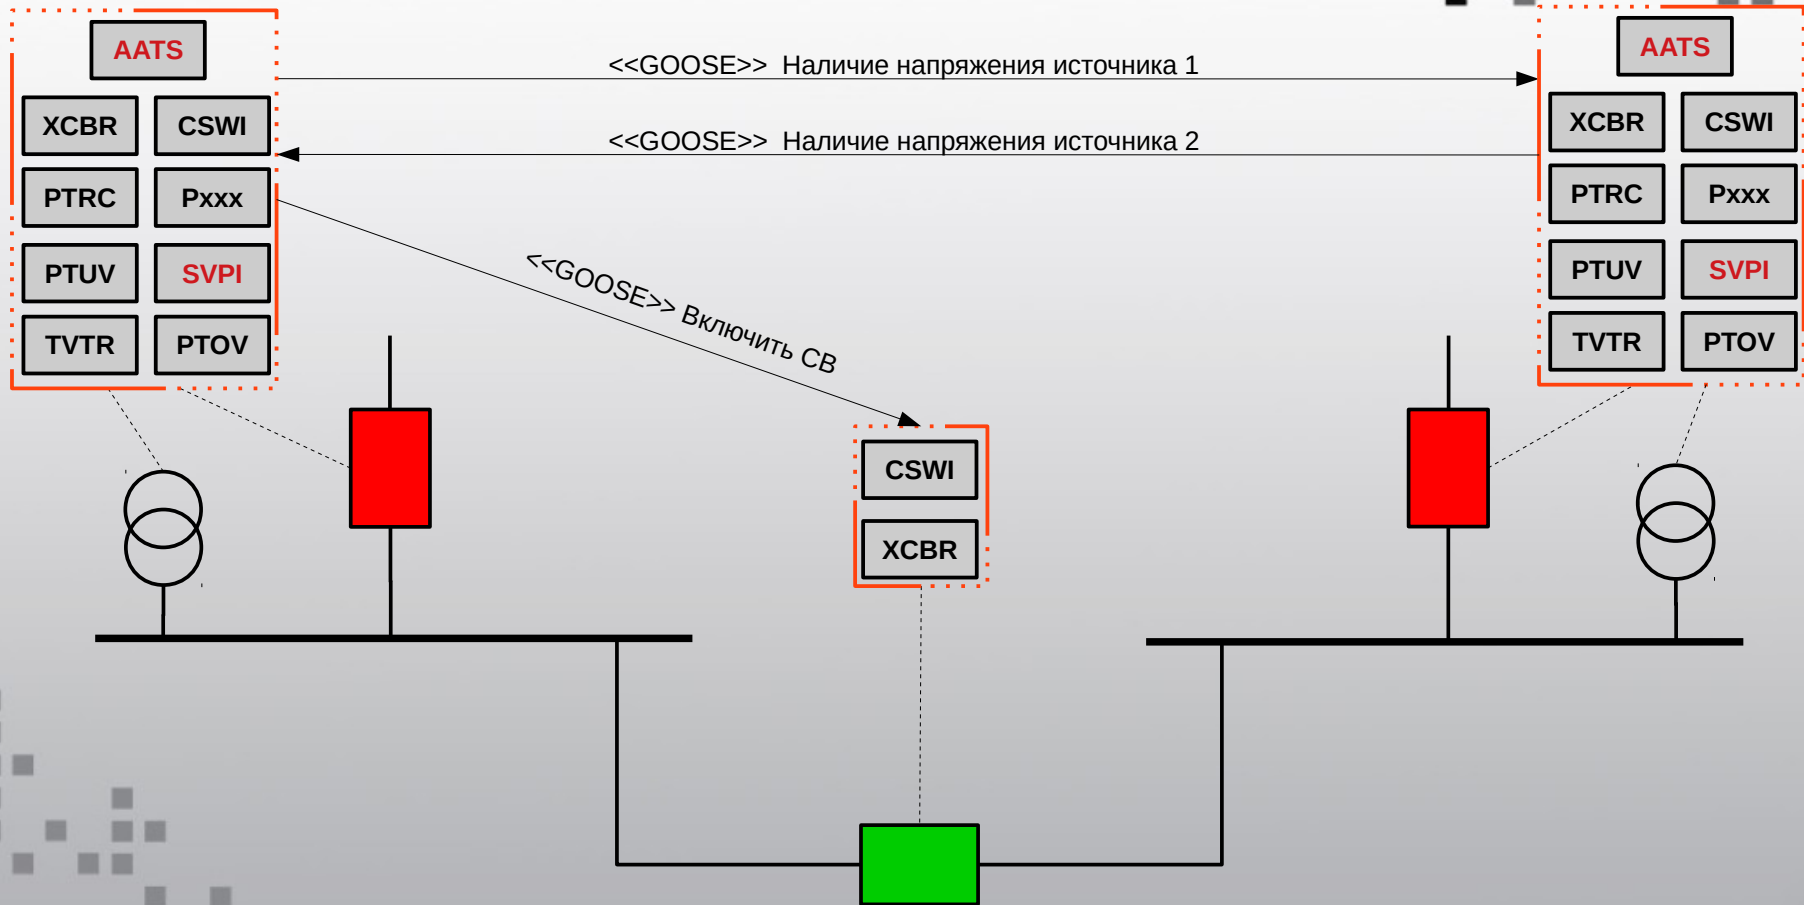 AATS
XCBR CSWI
PTRC Pxxx
PTUV SVPI
TVTR PTOV
<<GOOSE>> Наличие напряжения источника 1
<<GOOSE>> Наличие напряжения источника 2
<<GOOSE>> Включить СВ
CSWI
XCBR
AATS
XCBR CSWI
PTRC Pxxx
PTUV SVPI
TVTR PTOV